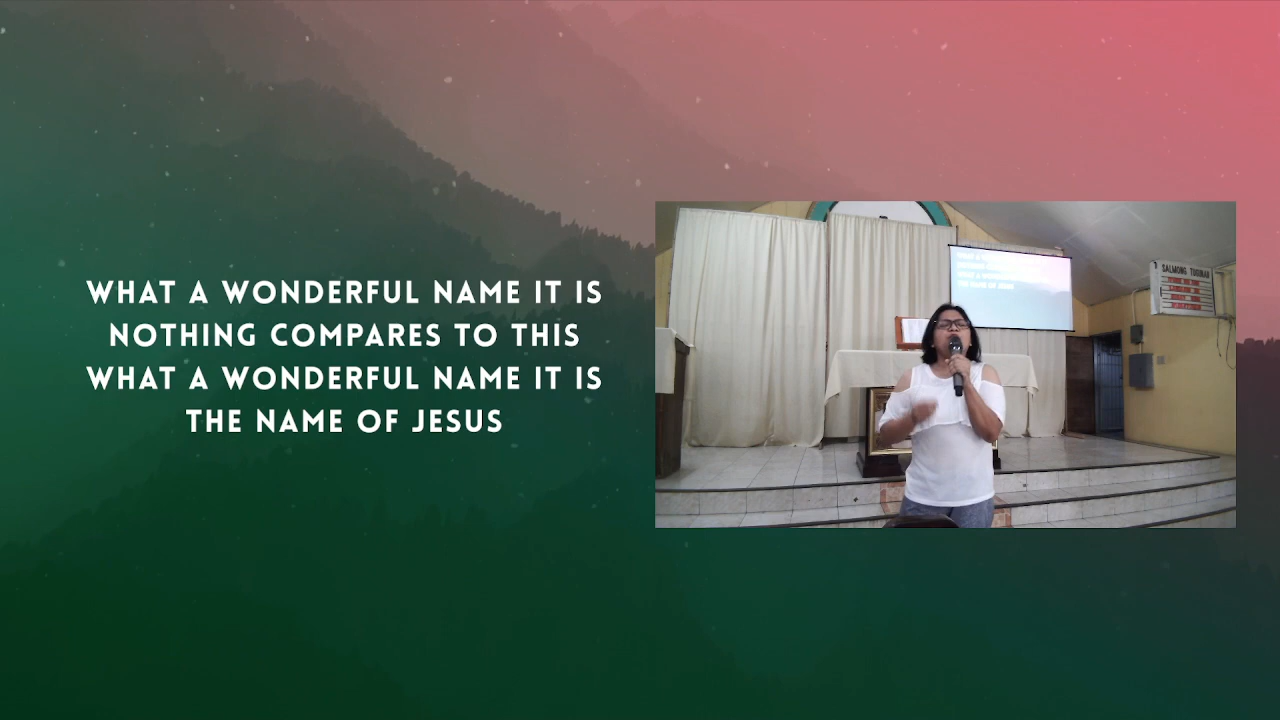 WHAT A WONDERFUL NAME IT IS
NOTHING COMPARES TO THIS
WHAT A WONDERFUL NAME IT IS
THE NAME OF JESUS
SALMONG TUGUNAN